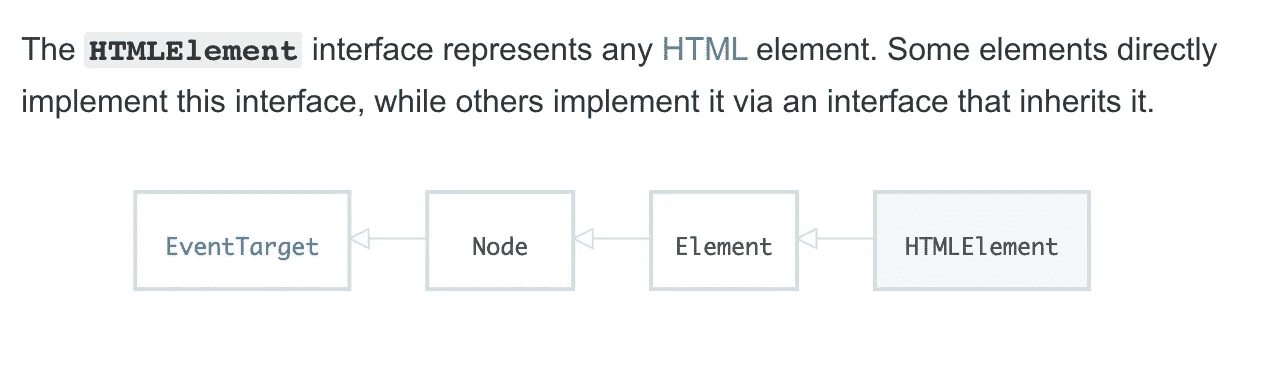 The HTMLElement interface represents any HTML element. Some elements directly
implement this interface, while others implement it via an interface that inherits it.
EventTarget
Node
Element
HTMLElement